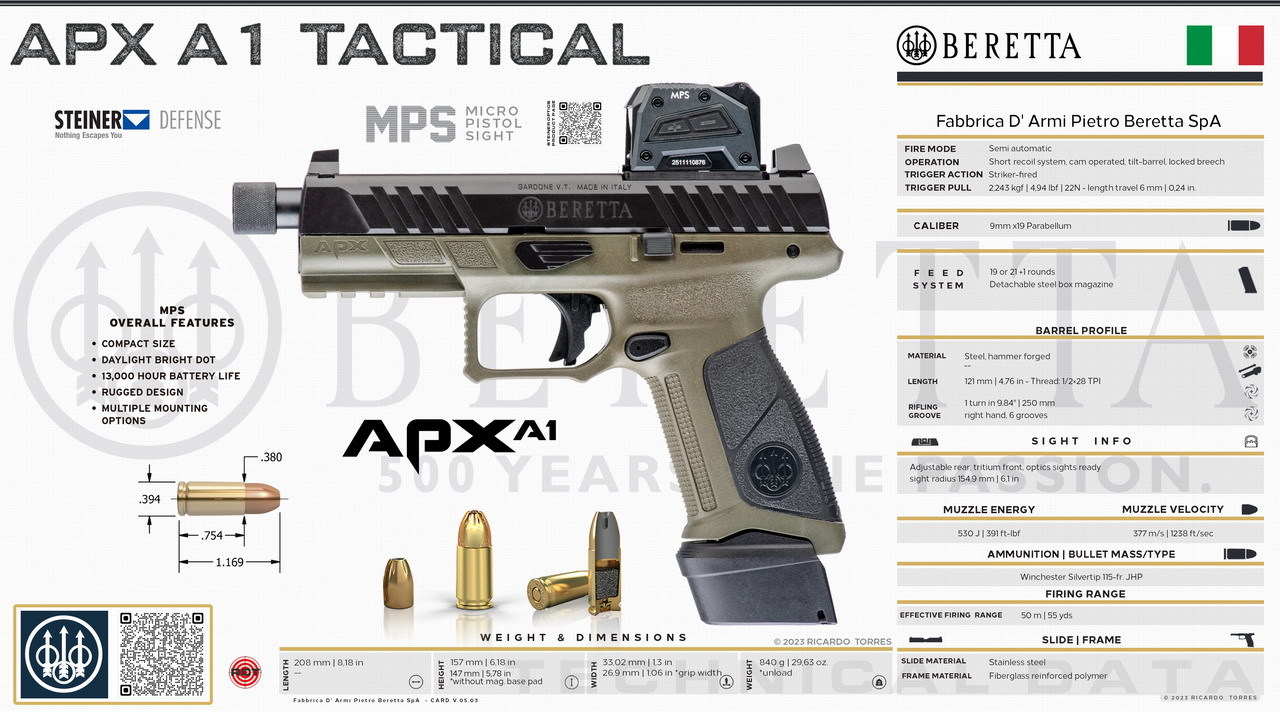 APX A1 TACTICAL
STEINER DEFENSE
Nothing Escapes You
MPS MICRO
PISTOL
SIGHT
STEINER OPTICS
PRODUCT PAGE
MPS
2511110876
GARDONE V.T. MADE IN ITALY
BERETTA
APX
MPS
OVERALL FEATURES
• COMPACT SIZE
• DAYLIGHT BRIGHT DOT
• 13,000 HOUR BATTERY LIFE
• RUGGED DESIGN
• MULTIPLE MOUNTING
OPTIONS
APX A1
BERETTA
500 YEARS
NE PASSION.
.380
.394
.754
1.169
WEIGHT & DIMENSIONS
© 2023 RICARDO TORRES
LENGTH
208 mm | 8.18 in
--
HEIGHT
157 mm | 6.18 in
147 mm | 5,78 in
*without mag. base pad
WIDTH
33.02 mm | 1.3 in
26.9 mm | 1.06 in *grip width
WEIGHT
840 g | 29.63 oz.
*unload
Fabbrica D' Armi Pietro Beretta SpA - CARD V.05.03
BERETTA
Fabbrica D' Armi Pietro Beretta SpA
FIRE MODE Semi automatic
OPERATION Short recoil system, cam operated, tilt-barrel, locked breech
TRIGGER ACTION Striker-fired
TRIGGER PULL 2,243 kgf | 4,94 lbf | 22N - length travel 6 mm | 0,24 in.
CALIBER 9mm x19 Parabellum
FEED SYSTEM
19 or 21 +1 rounds
Detachable steel box magazine
BARREL PROFILE
MATERIAL Steel, hammer forged
--
LENGTH 121 mm | 4,76 in - Thread: 1/2×28 TPI
RIFLING
GROOVE
1 turn in 9,84" | 250 mm
right hand, 6 grooves
SIGHT INFO
Adjustable rear, tritium front, optics sights ready
sight radius 154,9 mm | 6,1 in
MUZZLE ENERGY MUZZLE VELOCITY
530 J | 391 ft-lbf 377 m/s | 1238 ft/sec
AMMUNITION | BULLET MASS/TYPE
Winchester Silvertip 115-fr. JHP
FIRING RANGE
EFFECTIVE FIRING RANGE 50 m | 55 yds
SLIDE | FRAME
SLIDE MATERIAL Stainless steel
FRAME MATERIAL Fiberglass reinforced polymer
TECHNICAL DATA
© 2023 RICARDO TORRES